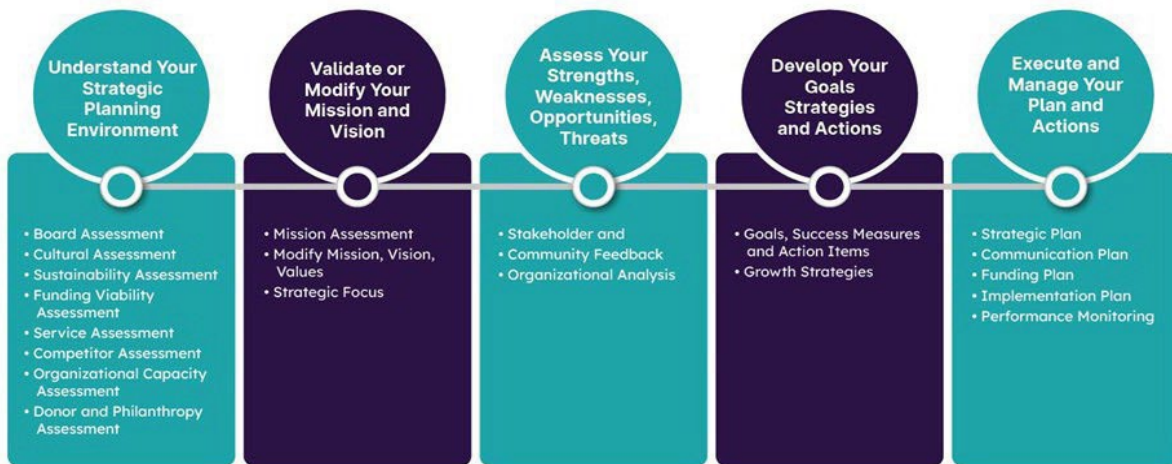 Understand Your
Strategic
Planning
Environment
• Board Assessment
• Cultural Assessment
• Sustainability Assessment
• Funding Viability
Assessment
• Service Assessment
• Competitor Assessment
• Organizational Capacity
Assessment
• Donor and Philanthropy
Assessment
Validate or
Modify Your
Mission and
Vision
• Mission Assessment
• Modify Mission, Vision,
Values
• Strategic Focus
Assess Your
Strengths,
Weaknesses,
Opportunities,
Threats
• Stakeholder and
• Community Feedback
• Organizational Analysis
Develop Your
Goals
Strategies
and Actions
• Goals, Success Measures
and Action Items
• Growth Strategies
Execute and
Manage Your
Plan and
Actions
• Strategic Plan
• Communication Plan
• Funding Plan
• Implementation Plan
• Performance Monitoring